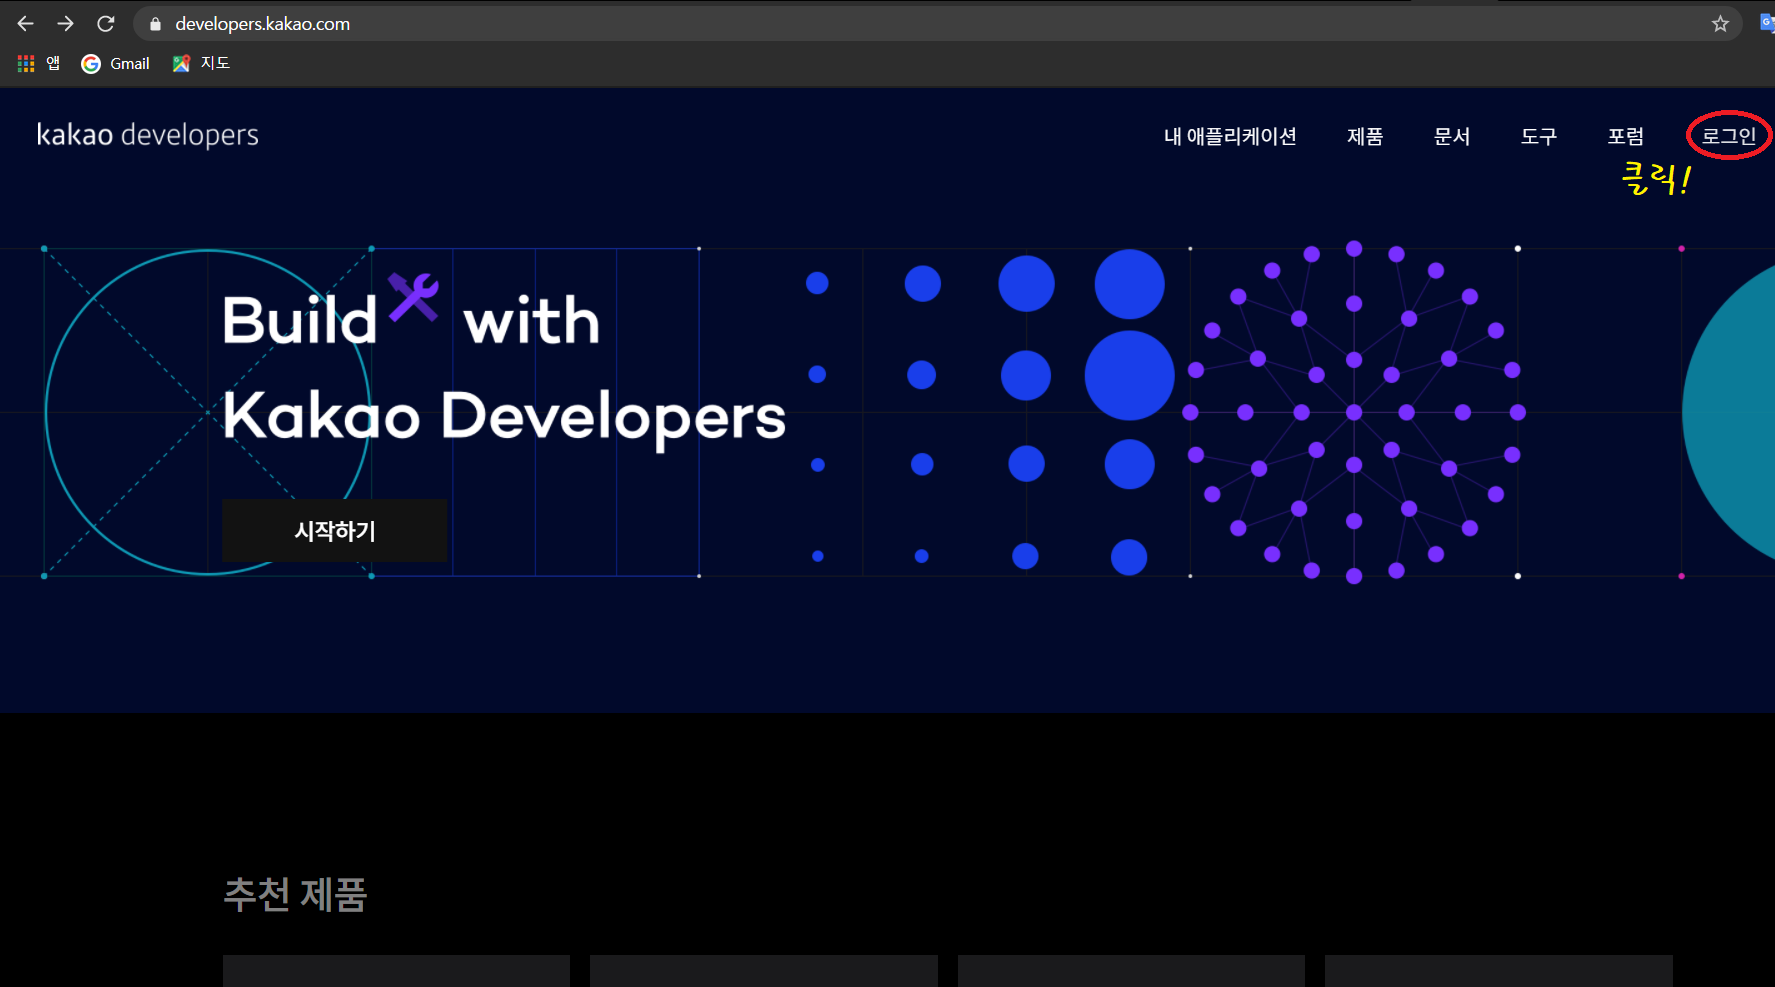 developers.kakao.com
앱 Gmail 지도
kakao developers
내 애플리케이션 제품 문서 도구 포럼 로그인
클릭!
Build with
Kakao Developers
시작하기
추천 제품